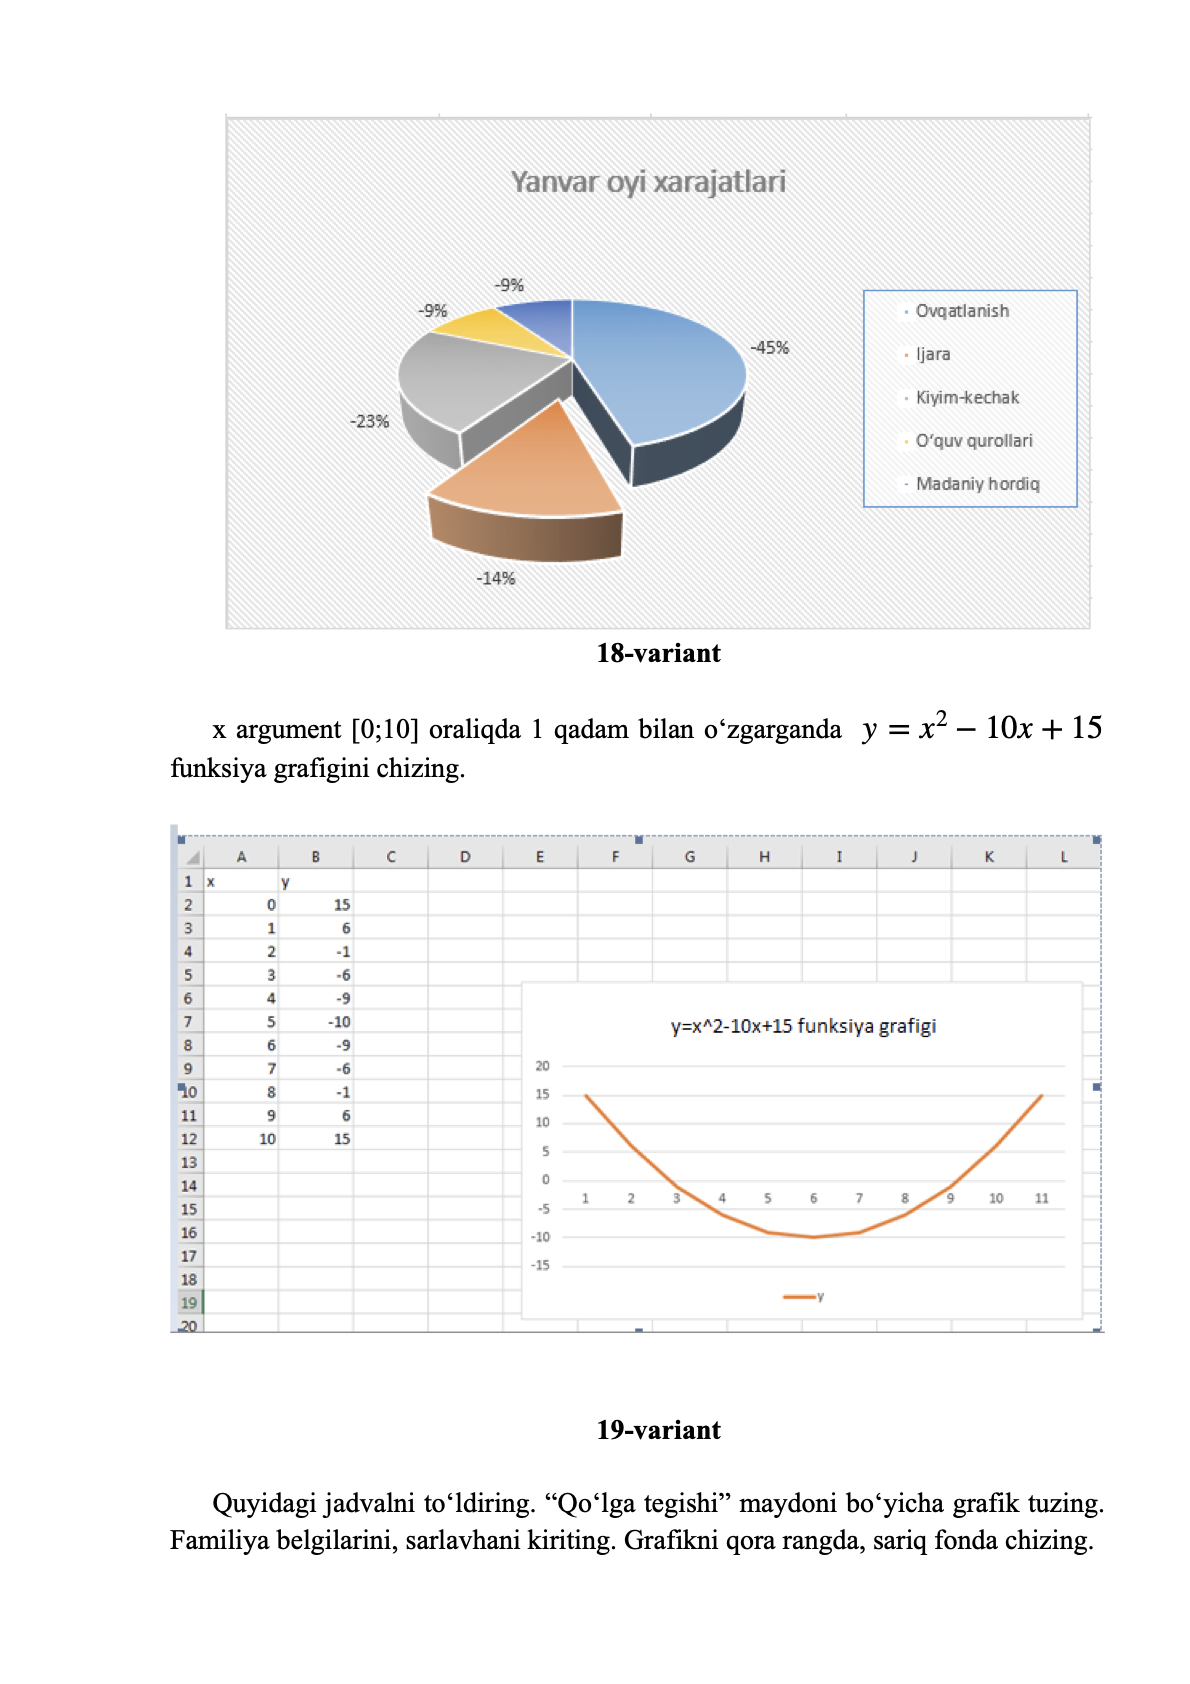 Yanvar oyi xarajatlari
-9%
-9%
-45%
-23%
-14%
Ovqatlanish
Ijara
Kiyim-kechak
O‘quv qurollari
Madaniy hordiq
18-variant
x argument [0;10] oraliqda 1 qadam bilan o‘zgarganda y = x² − 10x + 15
funksiya grafigini chizing.
A B C D E F G H I J K L
1 x y
2 0 15
3 1 6
4 2 -1
5 3 -6
6 4 -9
7 5 -10
8 6 -9
9 7 -6
10 8 -1
11 9 6
12 10 15
13
14
15
16
17
18
19
20
y=x^2-10x+15 funksiya grafigi
20
15
10
5
0
-5
-10
-15
1 2 3 4 5 6 7 8 9 10 11
y
19-variant
Quyidagi jadvalni to‘ldiring. “Qo‘lga tegishi” maydoni bo‘yicha grafik tuzing.
Familiya belgilarini, sarlavhani kiriting. Grafikni qora rangda, sariq fonda chizing.